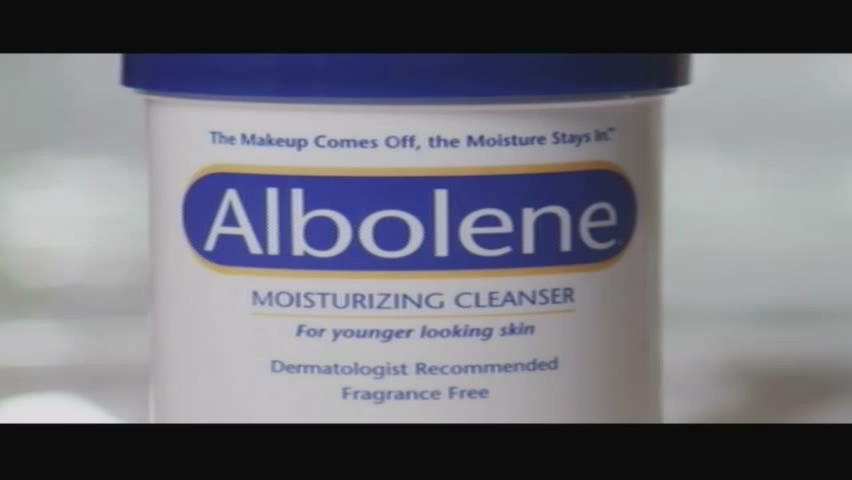 The Makeup Comes Off, the Moisture Stays In.™
Albolene
MOISTURIZING CLEANSER
For younger looking skin
Dermatologist Recommended
Fragrance Free